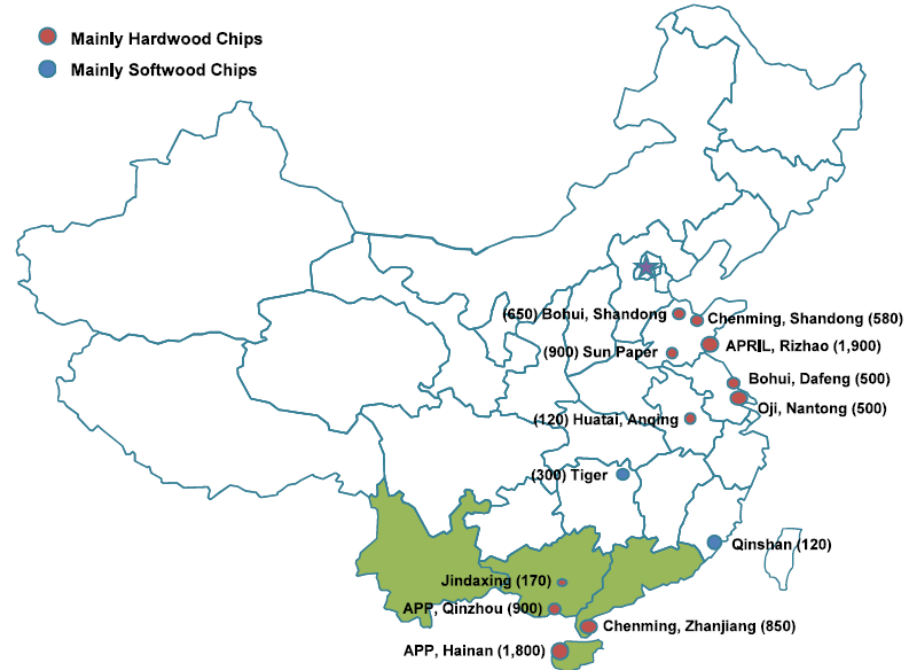 Mainly Hardwood Chips
Mainly Softwood Chips
(650) Bohui, Shandong
Chenming, Shandong (580)
APRIL, Rizhao (1,900)
(900) Sun Paper
Bohui, Dafeng (500)
Oji, Nantong (500)
(120) Huatai, Anqing
(300) Tiger
Qinshan (120)
Jindaxing (170)
APP, Qinzhou (900)
Chenming, Zhanjiang (850)
APP, Hainan (1,800)